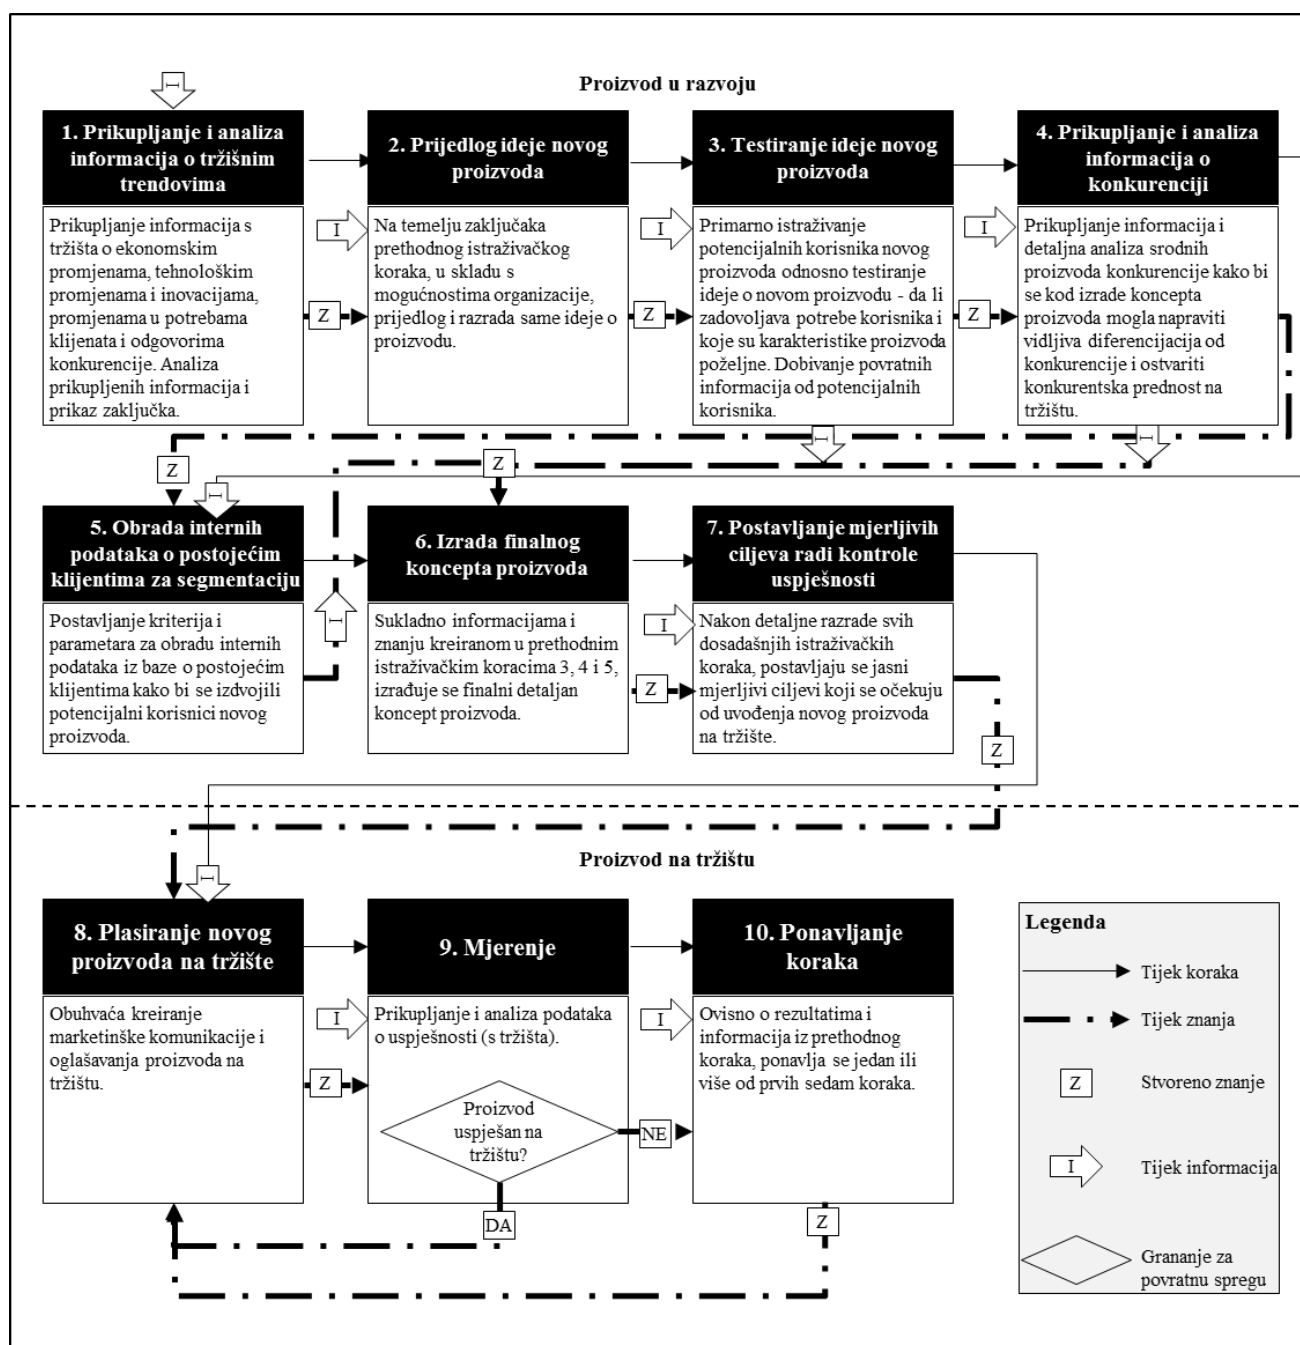 Proizvod u razvoju
I
1. Prikupljanje i analiza
informacija o tržišnim
trendovima
Prikupljanje informacija s
tržišta o ekonomskim
promjenama, tehnološkim
promjenama i inovacijama,
promjenama u potrebama
klijenata i odgovorima
konkurencije. Analiza
prikupljenih informacija i
prikaz zaključka.
I
Z
2. Prijedlog ideje novog
proizvoda
Na temelju zaključaka
prethodnog istraživačkog
koraka, u skladu s
mogućnostima organizacije,
prijedlog i razrada same ideje o
proizvodu.
I
Z
3. Testiranje ideje novog
proizvoda
Primarno istraživanje
potencijalnih korisnika novog
proizvoda odnosno testiranje
ideje o novom proizvodu - da li
zadovoljava potrebe korisnika i
koje su karakteristike proizvoda
poželjne. Dobivanje povratnih
informacija od potencijalnih
korisnika.
I
Z
4. Prikupljanje i analiza
informacija o
konkurenciji
Prikupljanje informacija i
detaljna analiza srodnih
proizvoda konkurencije kako bi
se kod izrade koncepta
proizvoda mogla napraviti
vidljiva diferencijacija od
konkurencije i ostvariti
konkurentska prednost na
tržištu.
I
I
Z
Z
I
5. Obrada internih
podataka o postojećim
klijentima za segmentaciju
Postavljanje kriterija i
parametara za obradu internih
podataka iz baze o postojećim
klijentima kako bi se izdvojili
potencijalni korisnici novog
proizvoda.
I
6. Izrada finalnog
koncepta proizvoda
Sukladno informacijama i
znanju kreiranom u prethodnim
istraživačkim koracima 3, 4 i 5,
izrađuje se finalni detaljan
koncept proizvoda.
I
Z
7. Postavljanje mjerljivih
ciljeva radi kontrole
uspješnosti
Nakon detaljne razrade svih
dosadašnjih istraživačkih
koraka, postavljaju se jasni
mjerljivi ciljevi koji se očekuju
od uvođenja novog proizvoda
na tržište.
Z
Proizvod na tržištu
I
8. Plasiranje novog
proizvoda na tržište
Obuhvaća kreiranje
marketinške komunikacije i
oglašavanja proizvoda na
tržištu.
I
Z
9. Mjerenje
Prikupljanje i analiza podataka
o uspješnosti (s tržišta).
Proizvod
uspješan na
tržištu?
NE
DA
I
10. Ponavljanje
koraka
Ovisno o rezultatima i
informacija iz prethodnog
koraka, ponavlja se jedan ili
više od prvih sedam koraka.
Z
Legenda
Tijek koraka
Tijek znanja
Z
Stvoreno znanje
I
Tijek informacija
Grananje za
povratnu spregu